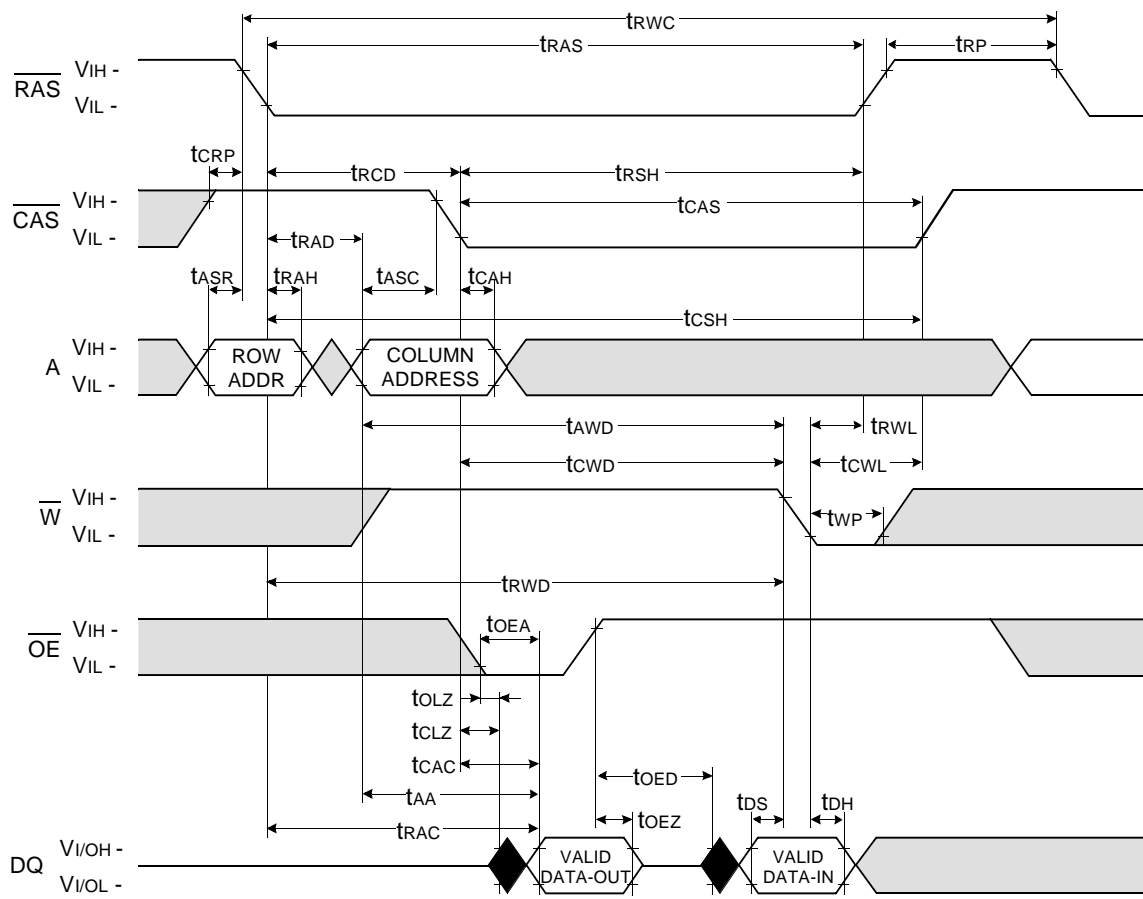 tRWC
tRAS
tRP
RAS
VIH -
VIL -
tCRP
tRCD
tRSH
CAS
VIH -
VIL -
tCAS
tRAD
tASR
tRAH
tASC
tCAH
tCSH
A
VIH -
VIL -
ROW
ADDR
COLUMN
ADDRESS
tAWD
tRWL
tCWD
tCWL
W
VIH -
VIL -
tWP
tRWD
OE
VIH -
VIL -
tOEA
tOLZ
tCLZ
tCAC
tOED
tAA
tDS
tDH
tRAC
tOEZ
DQ
VI/OH -
VI/OL -
VALID
DATA-OUT
VALID
DATA-IN